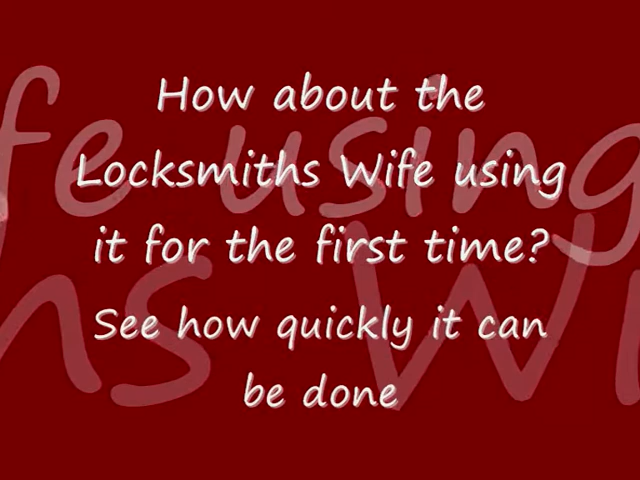 How about the
Locksmiths Wife using
it for the first time?
See how quickly it can
be done